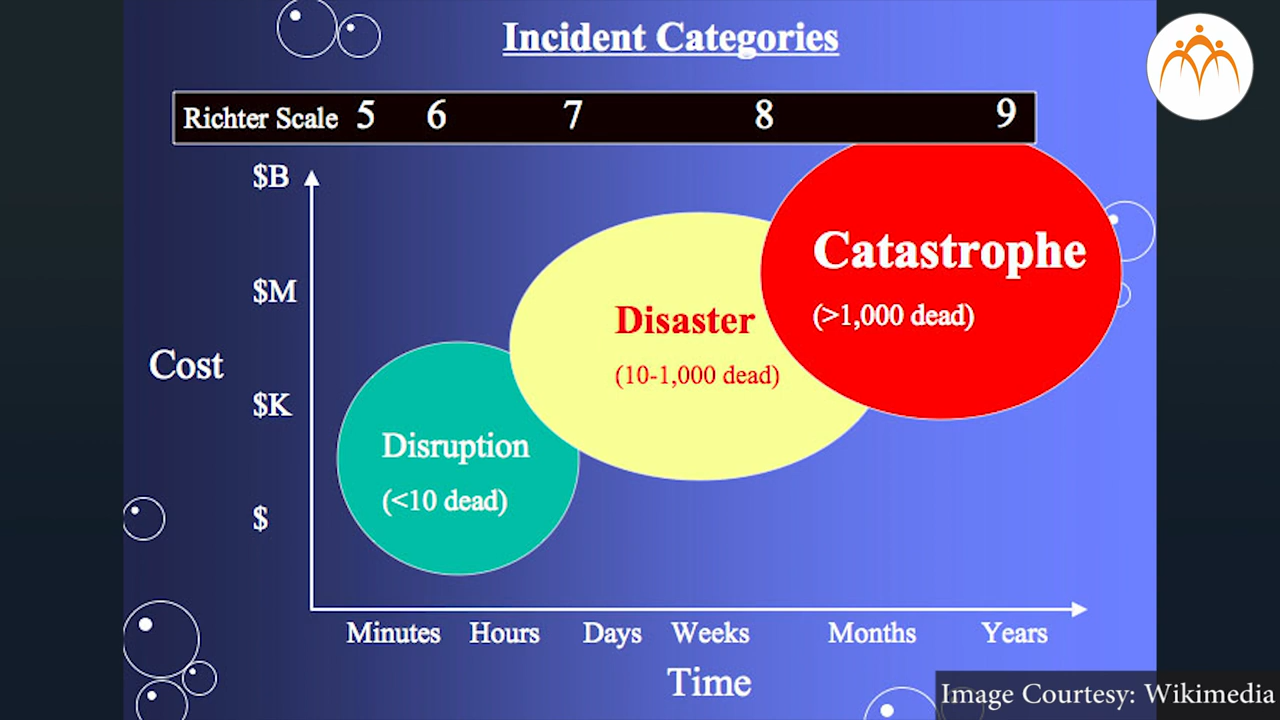 Incident Categories
Richter Scale 5 6 7 8 9
$B
$M
$K
$
Cost
Catastrophe
(>1,000 dead)
Disaster
(10-1,000 dead)
Disruption
(<10 dead)
Minutes Hours Days Weeks Months Years
Time
Image Courtesy: Wikimedia